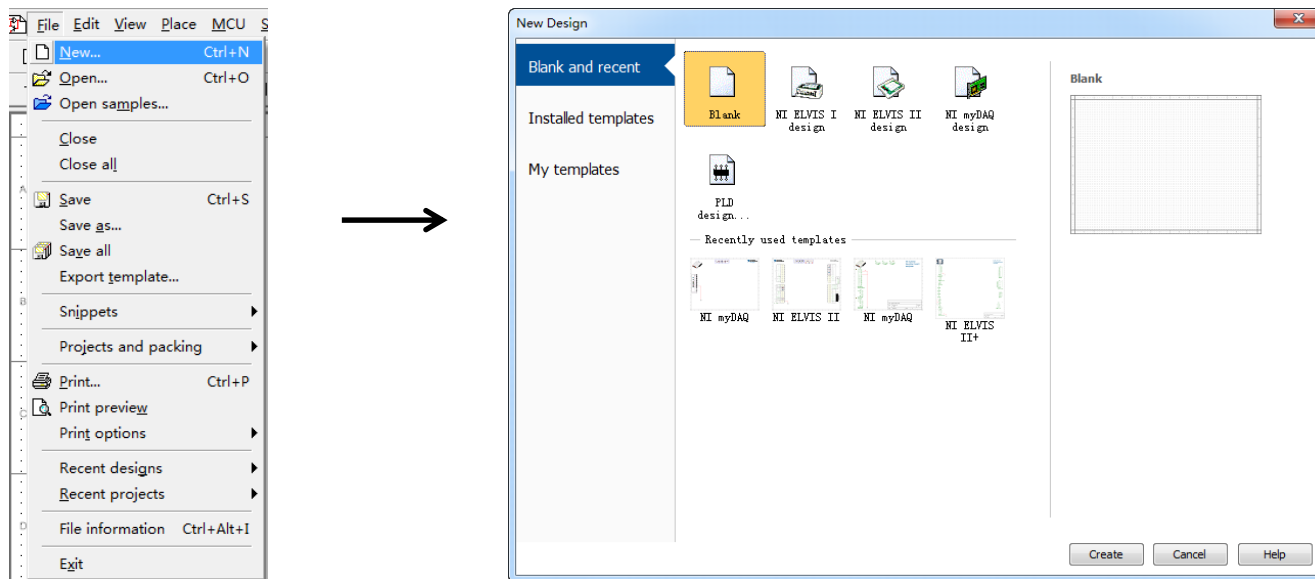 File Edit View Place MCU S
New... Ctrl+N
Open... Ctrl+O
Open samples...
Close
Close all
Save Ctrl+S
Save as...
Save all
Export template...
Snippets
Projects and packing
Print... Ctrl+P
Print preview
Print options
Recent designs
Recent projects
File information Ctrl+Alt+I
Exit
A
B
C
D
New Design
Blank and recent
Installed templates
My templates
Blank
NI ELVIS I
design
NI ELVIS II
design
NI myDAQ
design
PLD
design...
Recently used templates
NI myDAQ
NI ELVIS II
NI myDAQ
NI ELVIS
II+
Blank
Create Cancel Help